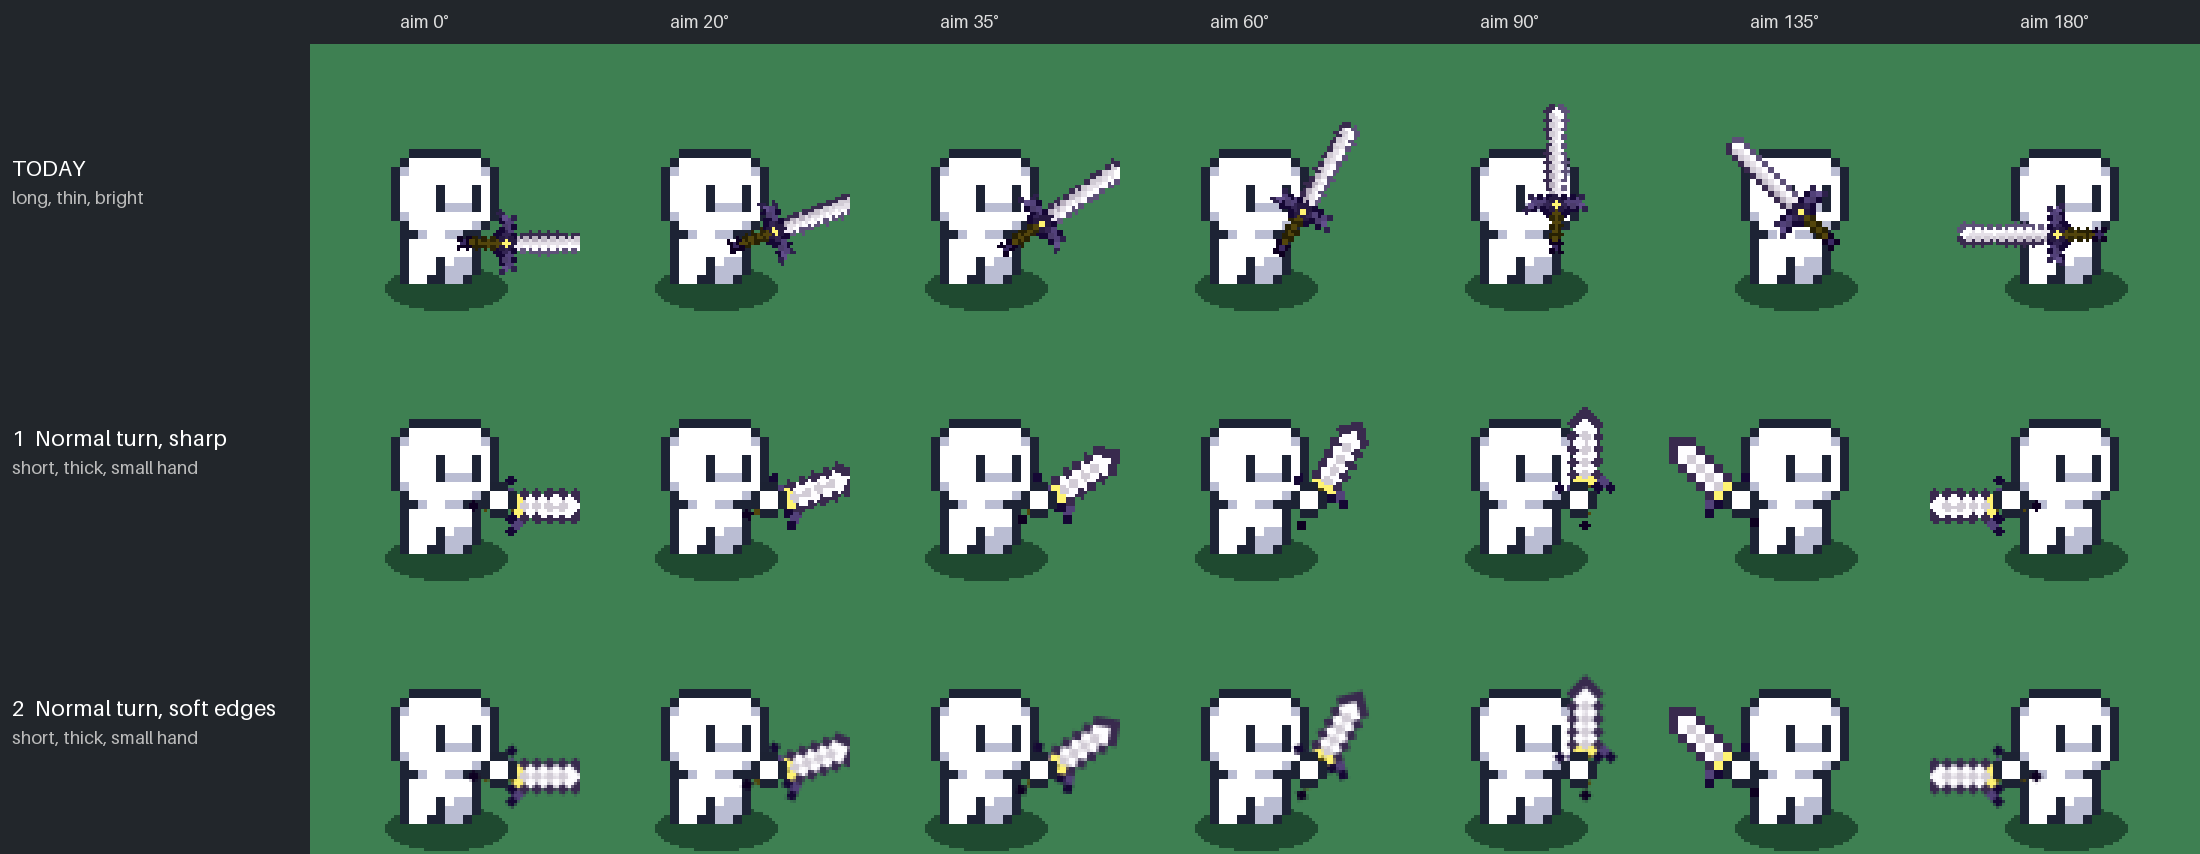 aim 0° aim 20° aim 35° aim 60° aim 90° aim 135° aim 180°
TODAY
long, thin, bright
1 Normal turn, sharp
short, thick, small hand
2 Normal turn, soft edges
short, thick, small hand